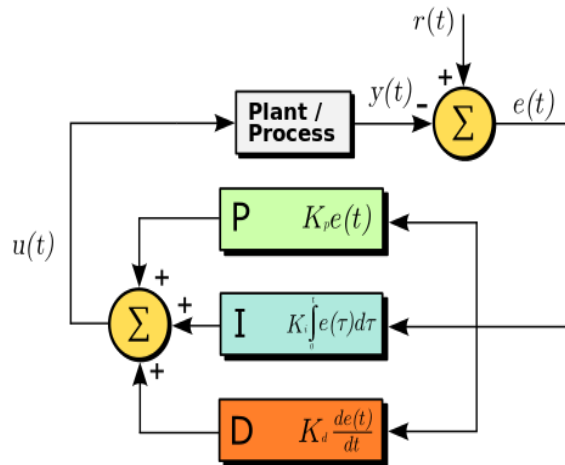 r(t)
+
Plant /
Process
y(t)
-
Σ
e(t)
P K_p e(t)
u(t)
+
Σ
+
I K_i ∫_0^t e(τ)dτ
+
D K_d de(t)/dt